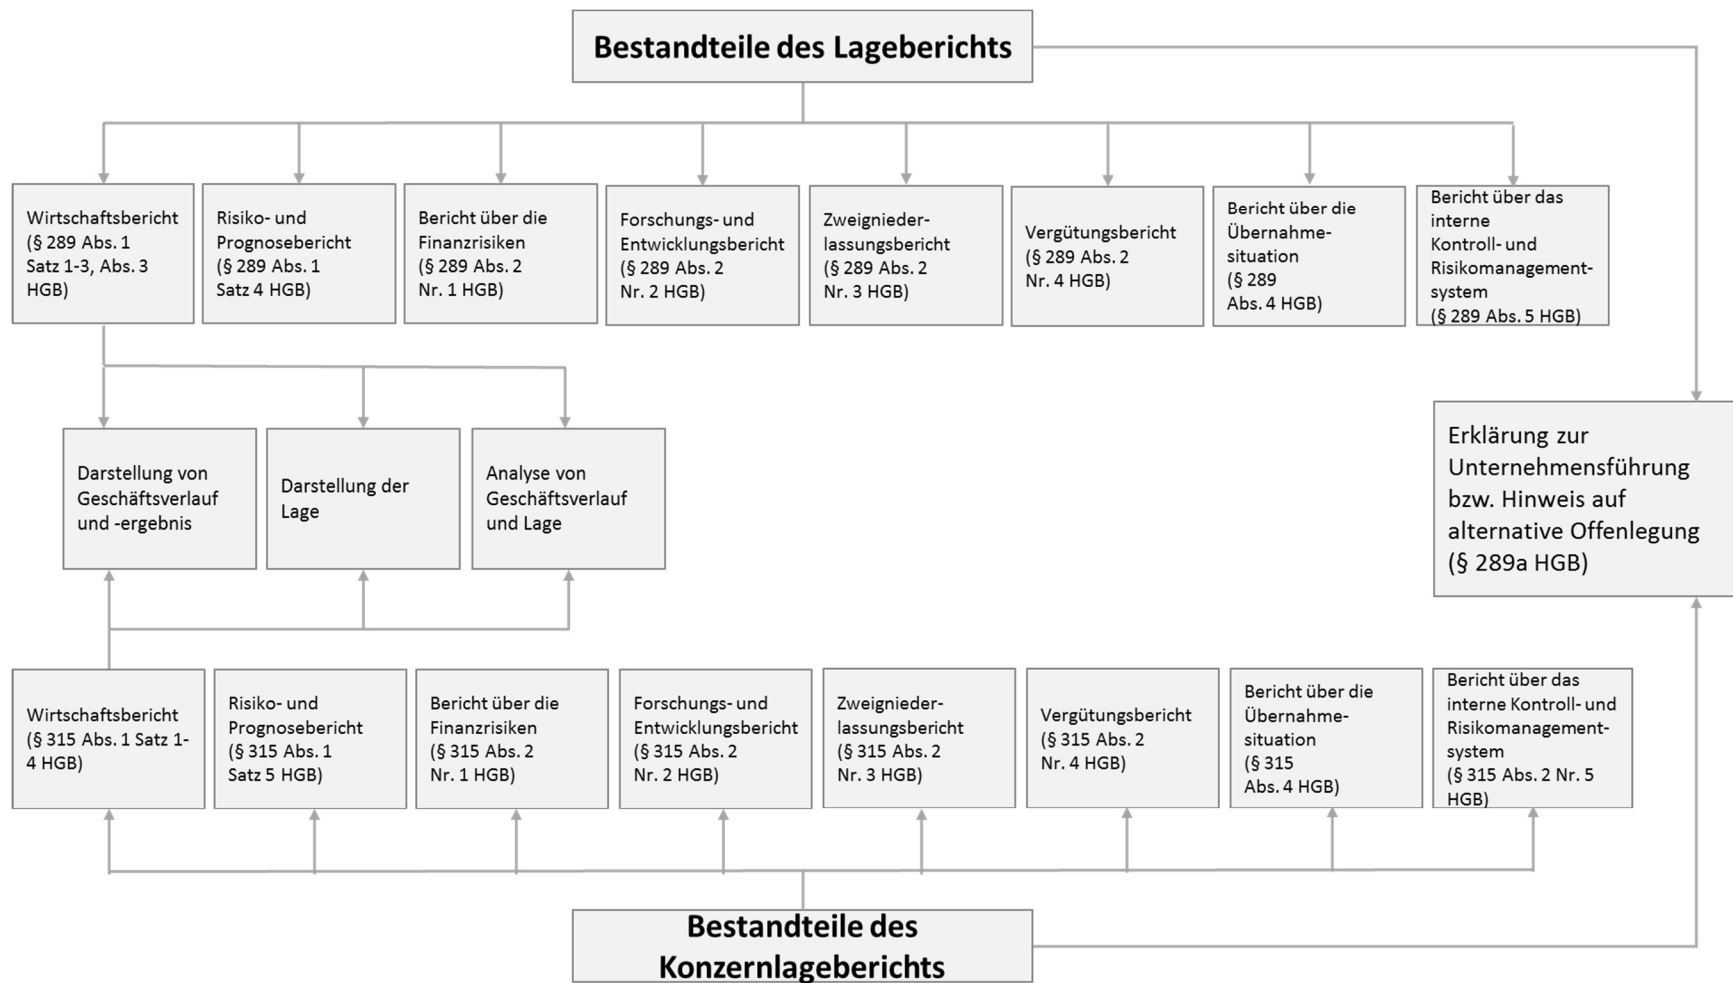 Bestandteile des Lageberichts
Wirtschaftsbericht
(§ 289 Abs. 1
Satz 1-3, Abs. 3
HGB)
Risiko- und
Prognosebericht
(§ 289 Abs. 1
Satz 4 HGB)
Bericht über die
Finanzrisiken
(§ 289 Abs. 2
Nr. 1 HGB)
Forschungs- und
Entwicklungsbericht
(§ 289 Abs. 2
Nr. 2 HGB)
Zweignieder-
lassungsbericht
(§ 289 Abs. 2
Nr. 3 HGB)
Vergütungsbericht
(§ 289 Abs. 2
Nr. 4 HGB)
Bericht über die
Übernahme-
situation
(§ 289
Abs. 4 HGB)
Bericht über das
interne
Kontroll- und
Risikomanagement-
system
(§ 289 Abs. 5 HGB)
Darstellung von
Geschäftsverlauf
und -ergebnis
Darstellung der
Lage
Analyse von
Geschäftsverlauf
und Lage
Erklärung zur
Unternehmensführung
bzw. Hinweis auf
alternative Offenlegung
(§ 289a HGB)
Wirtschaftsbericht
(§ 315 Abs. 1 Satz 1-
4 HGB)
Risiko- und
Prognosebericht
(§ 315 Abs. 1
Satz 5 HGB)
Bericht über die
Finanzrisiken
(§ 315 Abs. 2
Nr. 1 HGB)
Forschungs- und
Entwicklungsbericht
(§ 315 Abs. 2
Nr. 2 HGB)
Zweignieder-
lassungsbericht
(§ 315 Abs. 2
Nr. 3 HGB)
Vergütungsbericht
(§ 315 Abs. 2
Nr. 4 HGB)
Bericht über die
Übernahme-
situation
(§ 315
Abs. 4 HGB)
Bericht über das
interne Kontroll- und
Risikomanagement-
system
(§ 315 Abs. 2 Nr. 5
HGB)
Bestandteile des
Konzernlageberichts